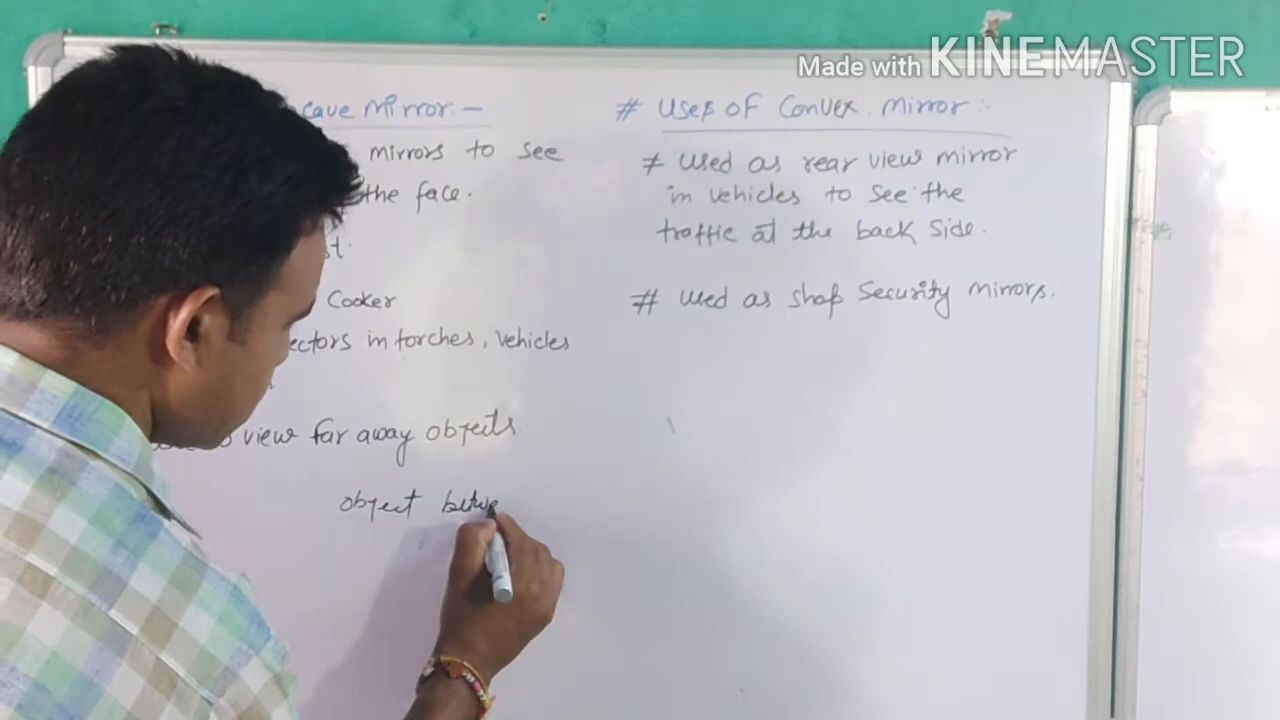 Made with KINEMASTER
cave Mirror :-
mirrors to see
the face.
Cooker
ectors in torches, vehicles
view far away objects.
object betwe
# Uses of Convex Mirror :-
# Used as rear view mirror
in vehicles to see the
traffic at the back side.
# Used as shop security mirrors.